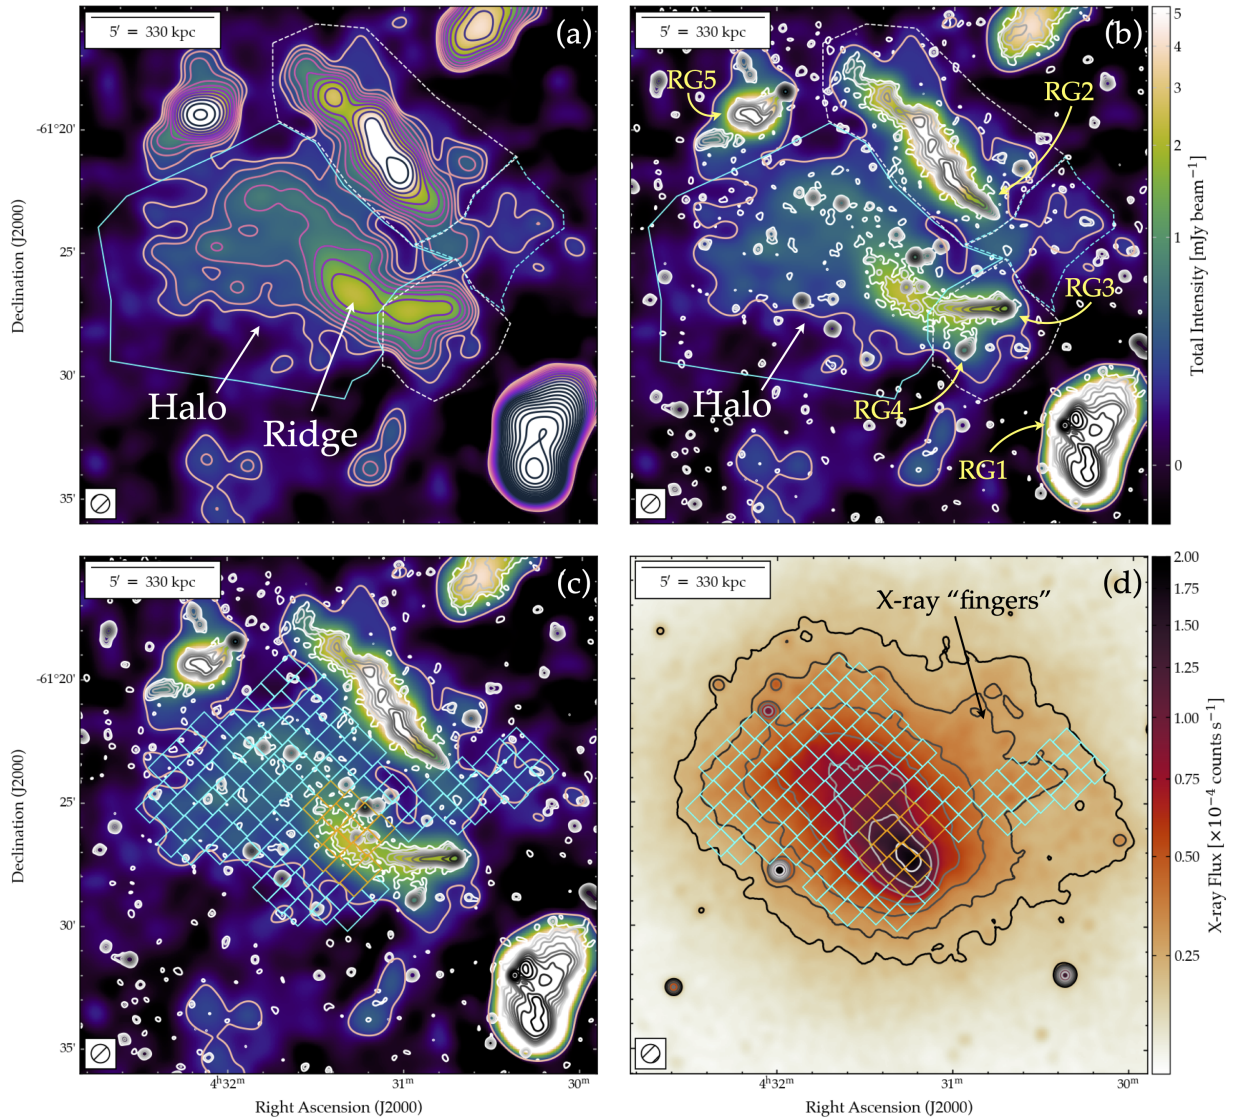 5′ = 330 kpc
(a)
Halo
Ridge
-61°20′
25′
30′
35′
Declination (J2000)
5′ = 330 kpc
(b)
RG5
RG2
RG3
RG4
RG1
Halo
5
4
3
2
1
0
Total Intensity [mJy beam⁻¹]
5′ = 330 kpc
(c)
-61°20′
25′
30′
35′
Declination (J2000)
4ʰ32ᵐ
31ᵐ
30ᵐ
Right Ascension (J2000)
5′ = 330 kpc
(d)
X-ray “fingers”
4ʰ32ᵐ
31ᵐ
30ᵐ
Right Ascension (J2000)
2.00
1.75
1.50
1.25
1.00
0.75
0.50
0.25
X-ray Flux [×10⁻⁴ counts s⁻¹]